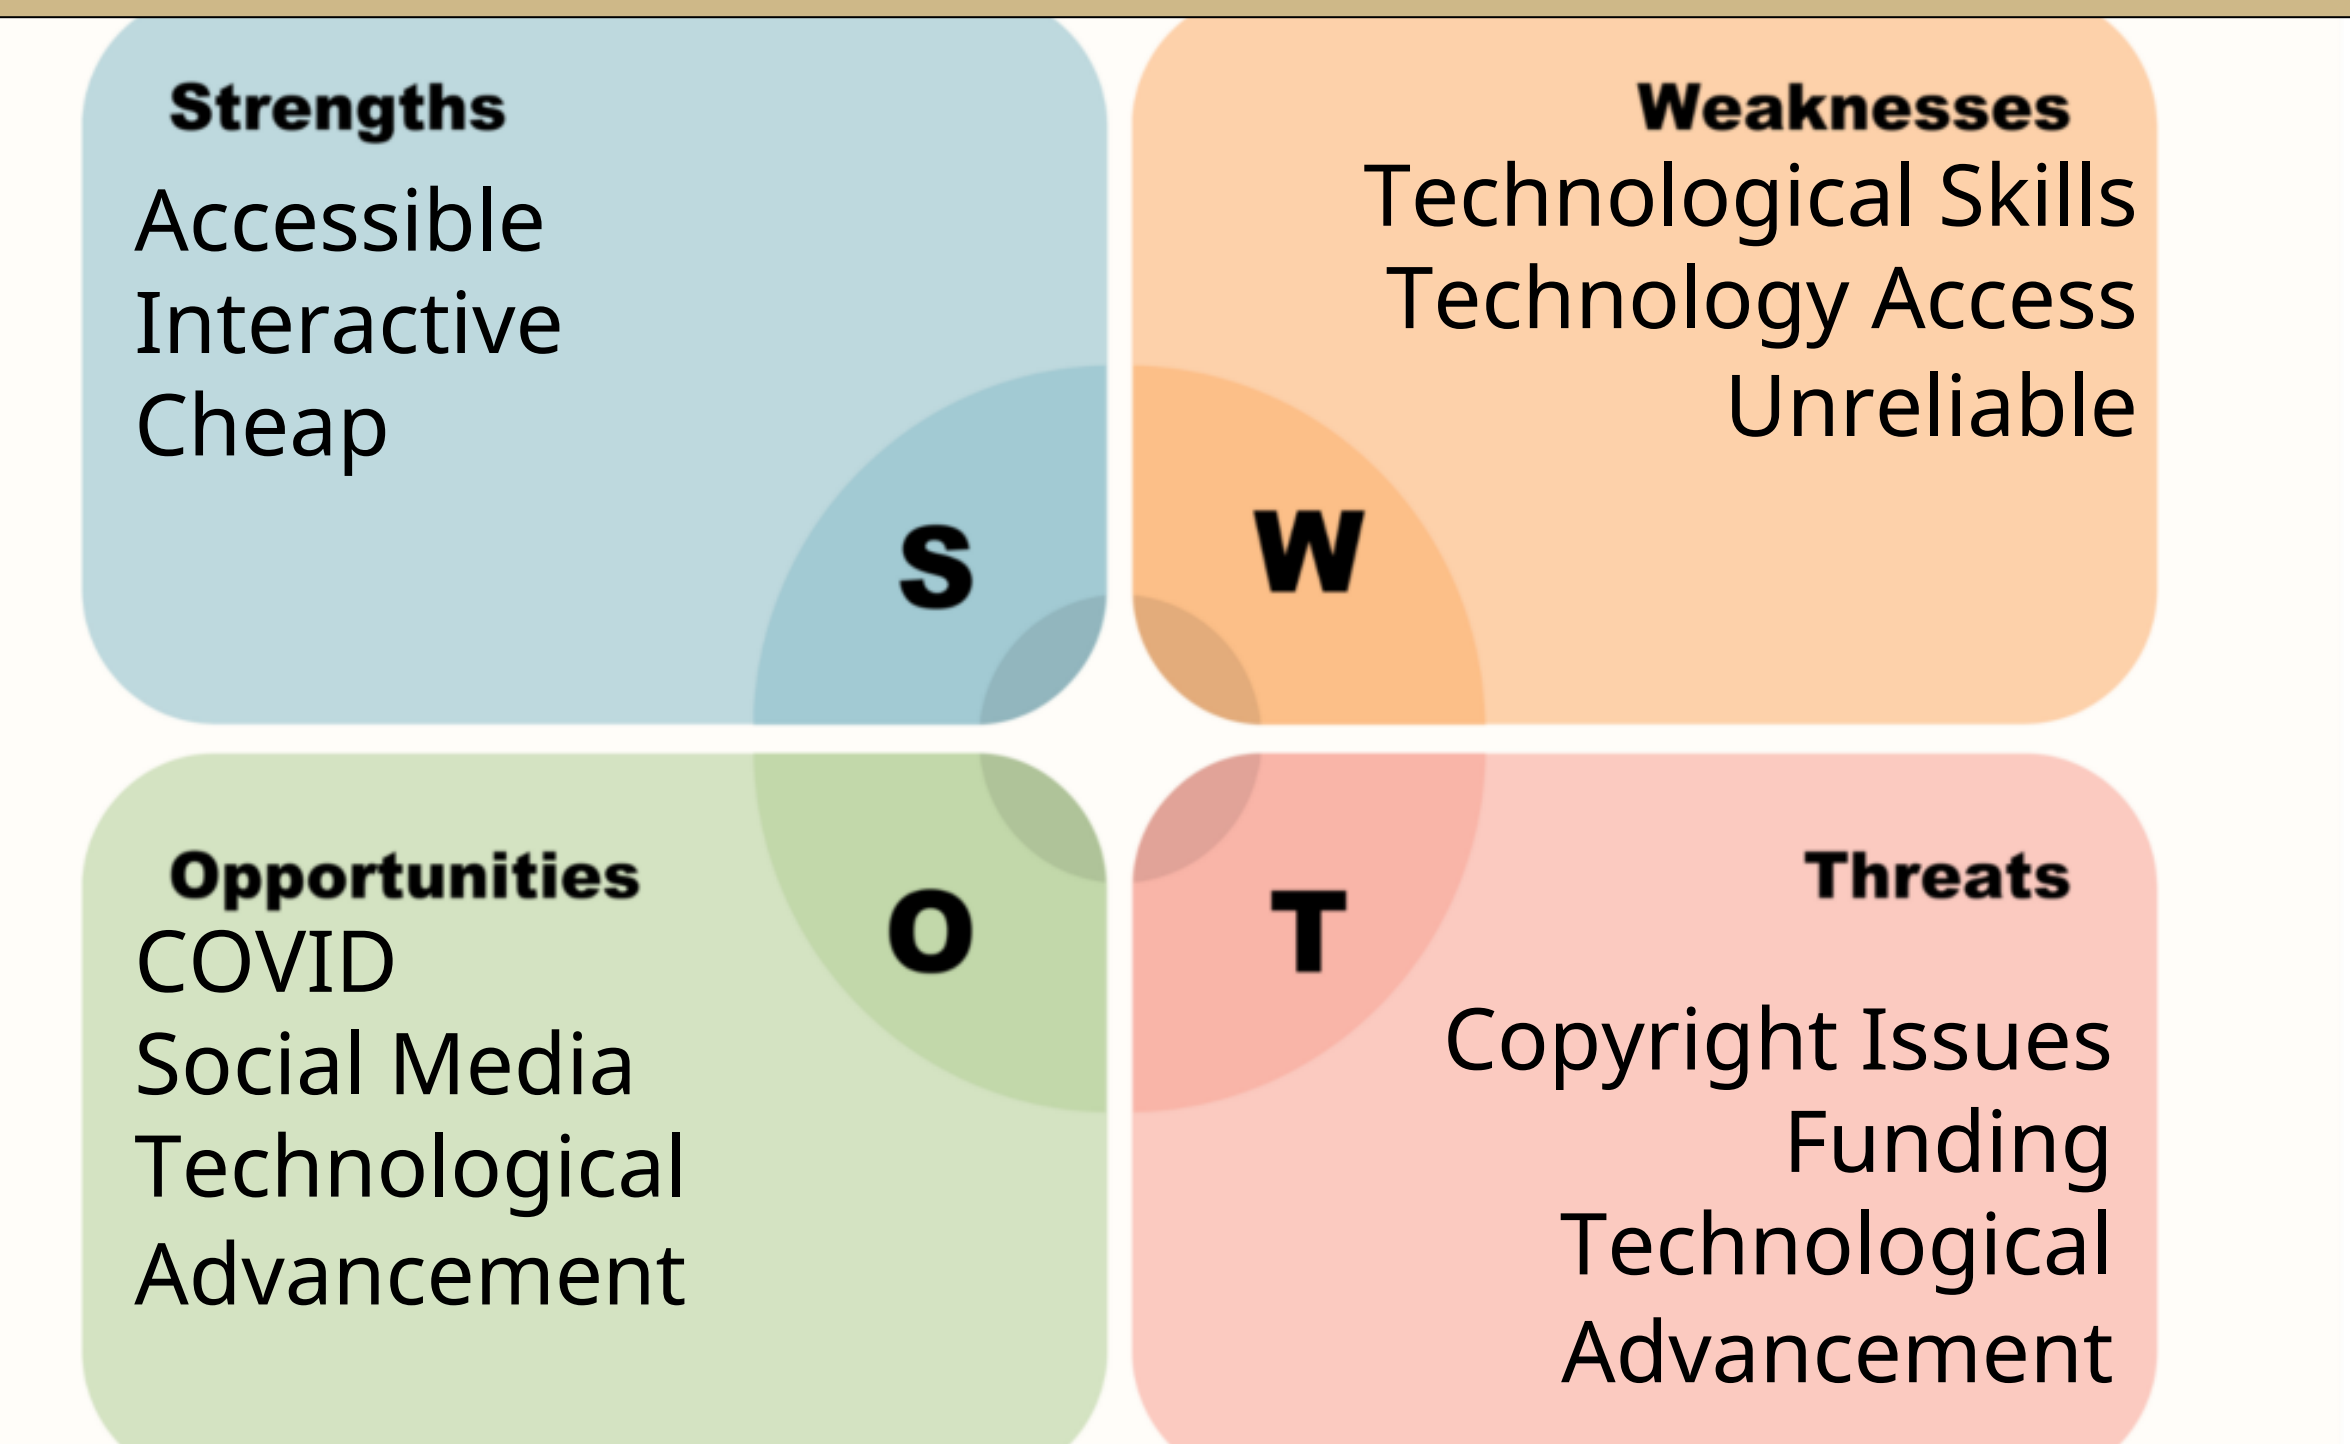 Strengths
Accessible
Interactive
Cheap
S
Weaknesses
Technological Skills
Technology Access
Unreliable
W
Opportunities
COVID
Social Media
Technological
Advancement
O
Threats
Copyright Issues
Funding
Technological
Advancement
T